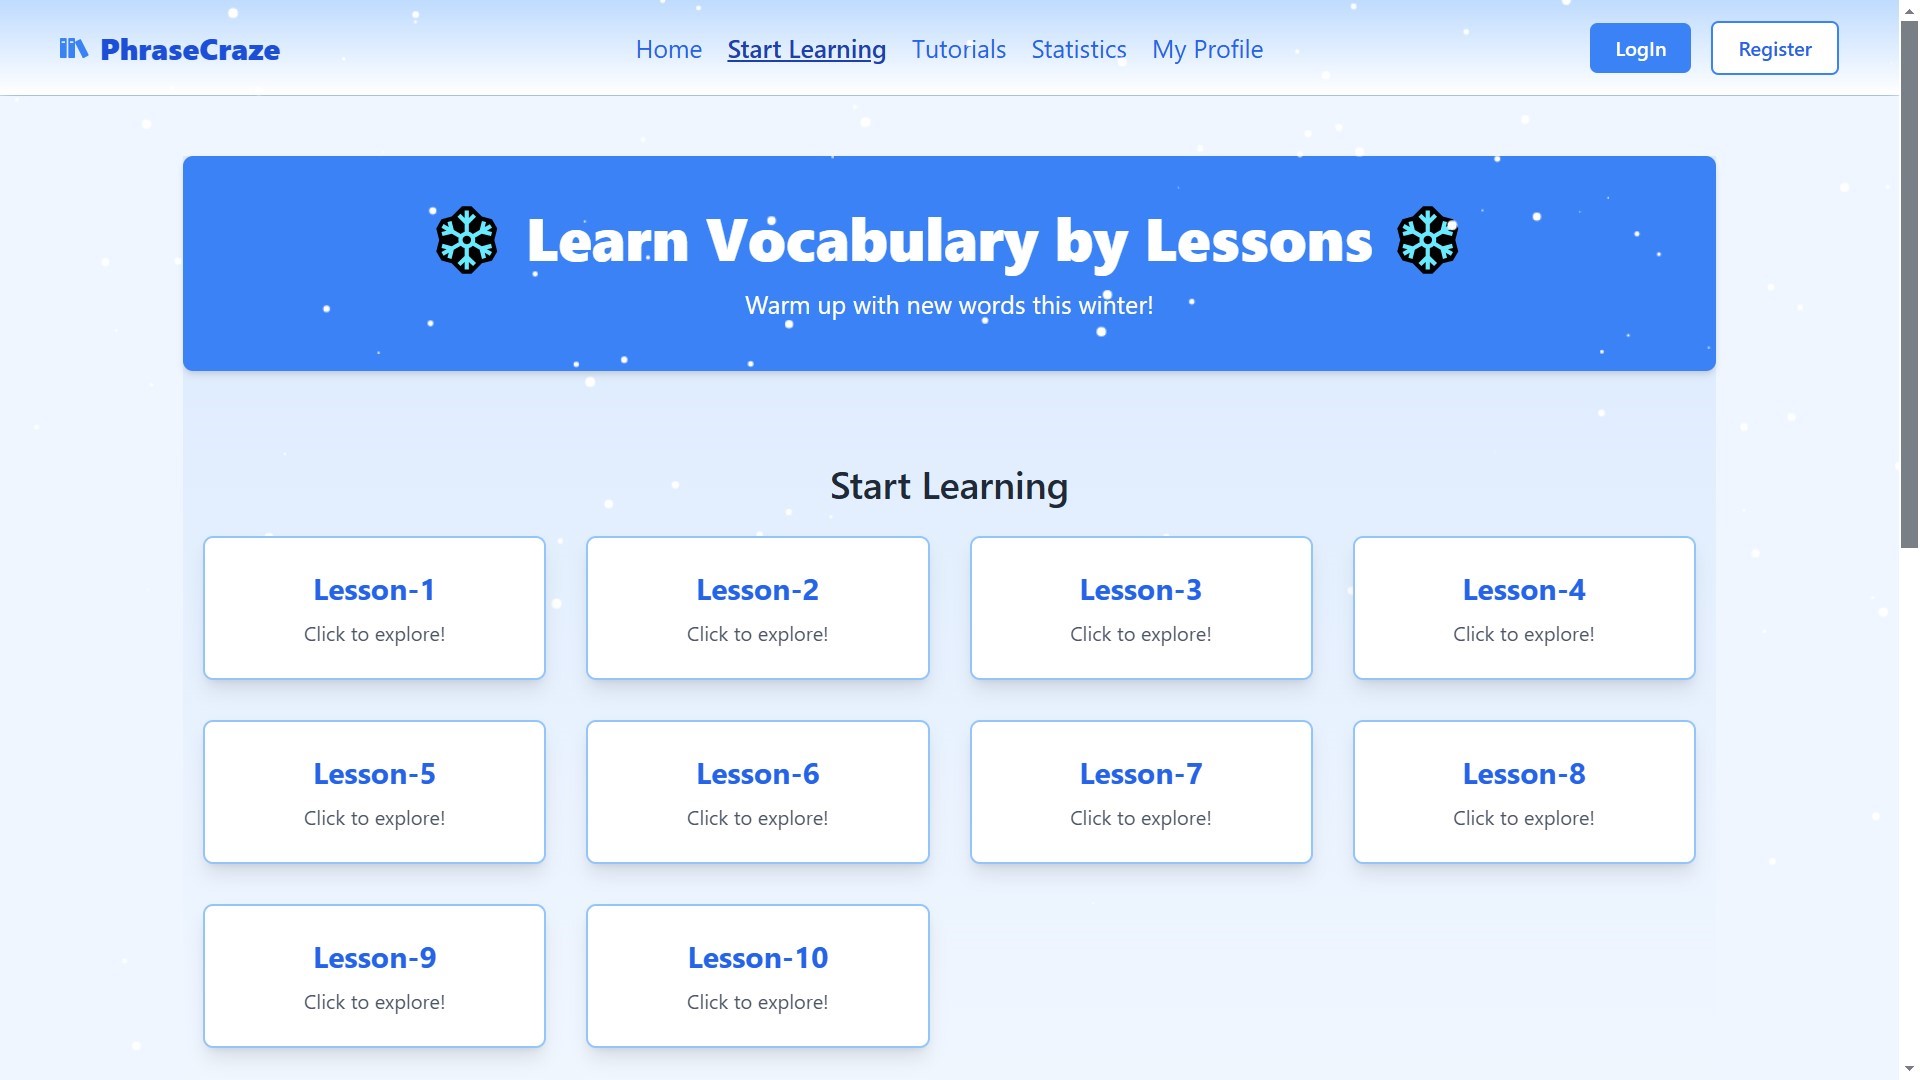 PhraseCraze
Home Start Learning Tutorials Statistics My Profile
LogIn Register
Learn Vocabulary by Lessons
Warm up with new words this winter!
Start Learning
Lesson-1
Click to explore!
Lesson-2
Click to explore!
Lesson-3
Click to explore!
Lesson-4
Click to explore!
Lesson-5
Click to explore!
Lesson-6
Click to explore!
Lesson-7
Click to explore!
Lesson-8
Click to explore!
Lesson-9
Click to explore!
Lesson-10
Click to explore!